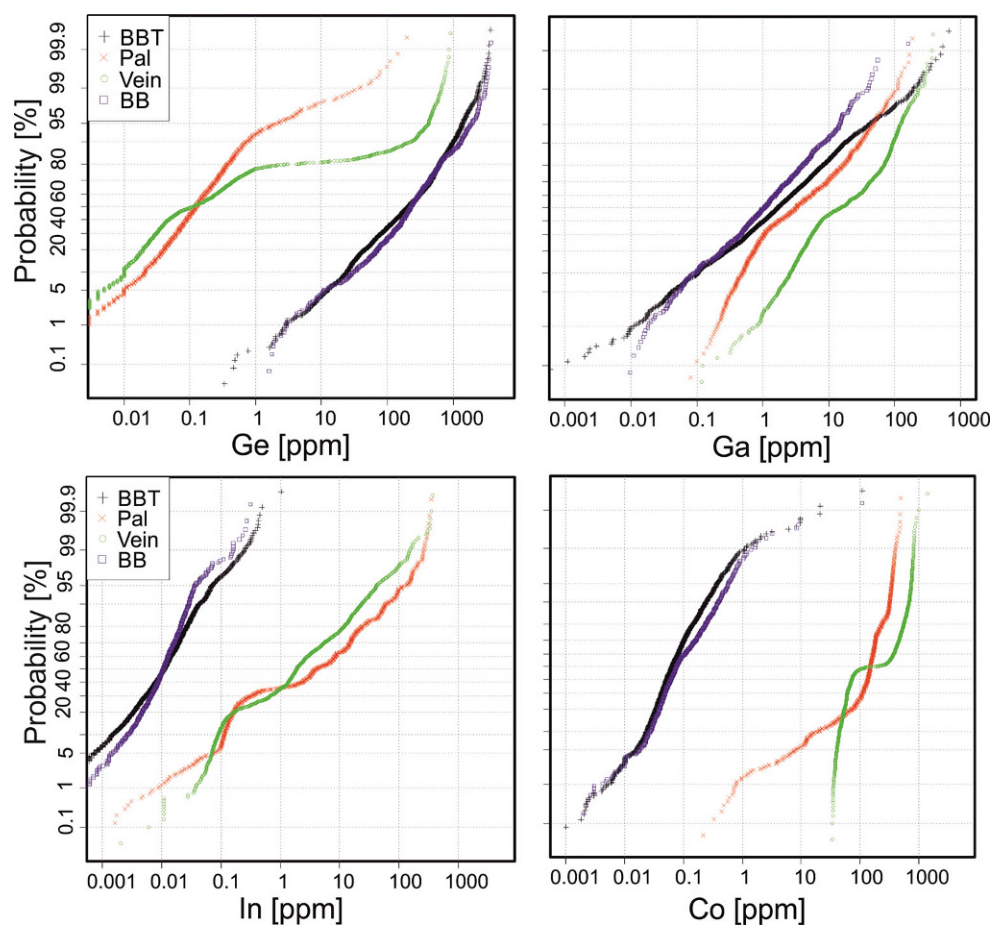 99.9
99
95
80
60
40
20
5
1
0.1
Probability [%]
BBT
Pal
Vein
BB
0.01 0.1 1 10 100 1000
Ge [ppm]
0.001 0.01 0.1 1 10 100 1000
Ga [ppm]
99.9
99
95
80
60
40
20
5
1
0.1
Probability [%]
BBT
Pal
Vein
BB
0.001 0.01 0.1 1 10 100 1000
In [ppm]
0.001 0.01 0.1 1 10 100 1000
Co [ppm]